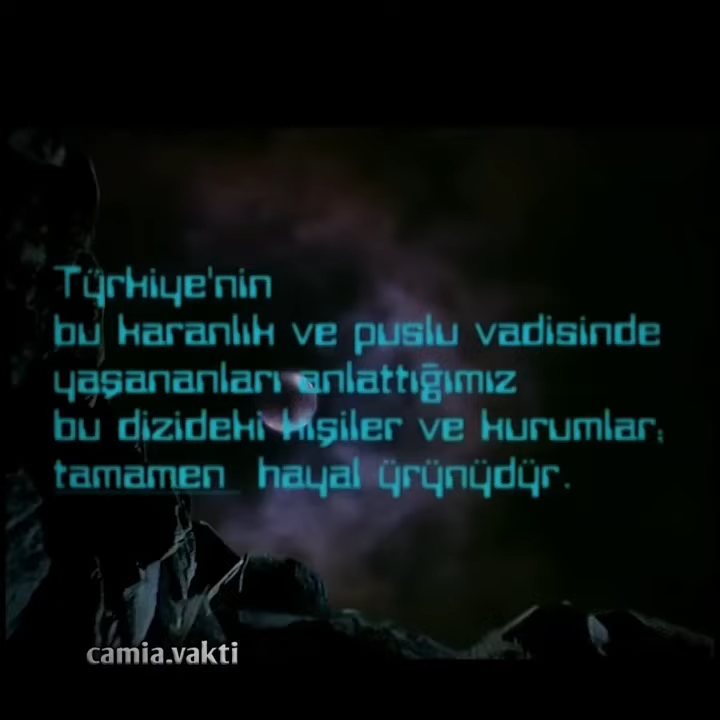 Türkiye'nin
bu karanlık ve puslu vadisinde
yaşananları anlattığımız
bu dizideki kişiler ve kurumlar;
tamamen hayal ürünüdür.
camia.vakti